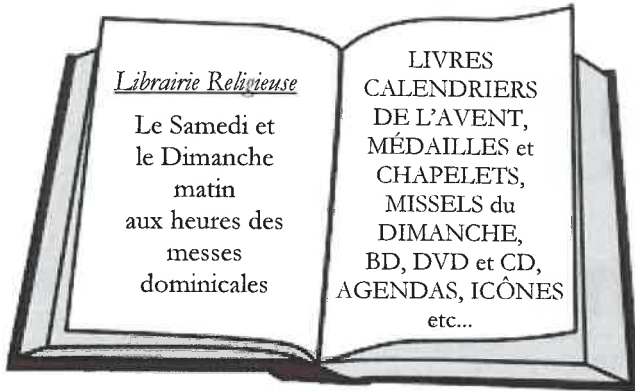 Librairie Religieuse
Le Samedi et
le Dimanche
matin
aux heures des
messes
dominicales
LIVRES
CALENDRIERS
DE L'AVENT,
MÉDAILLES et
CHAPELETS,
MISSELS du
DIMANCHE,
BD, DVD et CD,
AGENDAS, ICÔNES
etc...